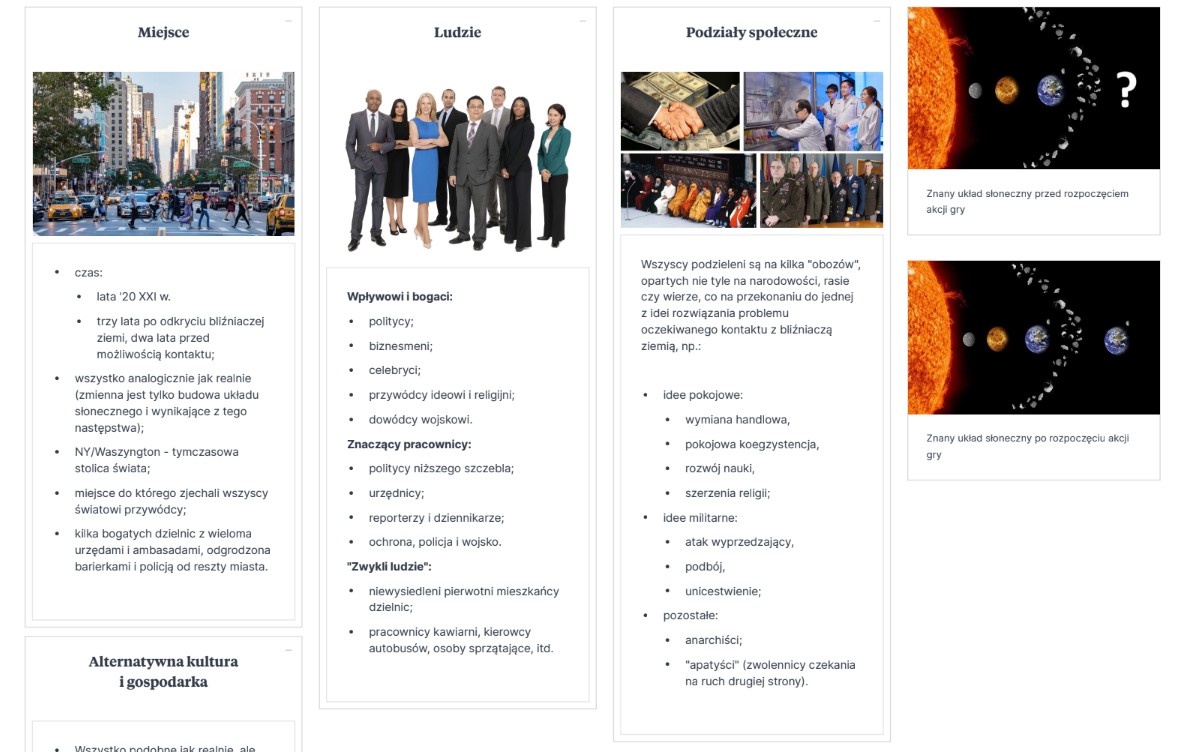 Miejsce
czas:
lata '20 XXI w.
trzy lata po odkryciu bliźniaczej
ziemi, dwa lata przed
możliwością kontaktu;
wszystko analogicznie jak realnie
(zmienna jest tylko budowa układu
słonecznego i wynikające z tego
następstwa);
NY/Waszyngton - tymczasowa
stolica świata;
miejsce do którego zjechali wszyscy
światowi przywódcy;
kilka bogatych dzielnic z wieloma
urzędami i ambasadami, odgrodzona
barierkami i policją od reszty miasta.
Alternatywna kultura
i gospodarka
Wszystko podobne jak realnie, ale
Ludzie
Wpływowi i bogaci:
politycy;
biznesmeni;
celebryci;
przywódcy ideowi i religijni;
dowódcy wojskowi.
Znaczący pracownicy:
politycy niższego szczebla;
urzędnicy;
reporterzy i dziennikarze;
ochrona, policja i wojsko.
"Zwykli ludzie":
niewysiedleni pierwotni mieszkańcy
dzielnic;
pracownicy kawiarni, kierowcy
autobusów, osoby sprzątające, itd.
Podziały społeczne
Wszyscy podzieleni są na kilka "obozów",
opartych nie tyle na narodowości, rasie
czy wierze, co na przekonaniu do jednej
z idei rozwiązania problemu
oczekiwanego kontaktu z bliźniaczą
ziemią, np.:
idee pokojowe:
wymiana handlowa,
pokojowa koegzystencja,
rozwój nauki,
szerzenia religii;
idee militarne:
atak wyprzedzający,
podbój,
unicestwienie;
pozostałe:
anarchiści;
"apatyści" (zwolennicy czekania
na ruch drugiej strony).
?
Znany układ słoneczny przed rozpoczęciem
akcji gry
Znany układ słoneczny po rozpoczęciu akcji
gry